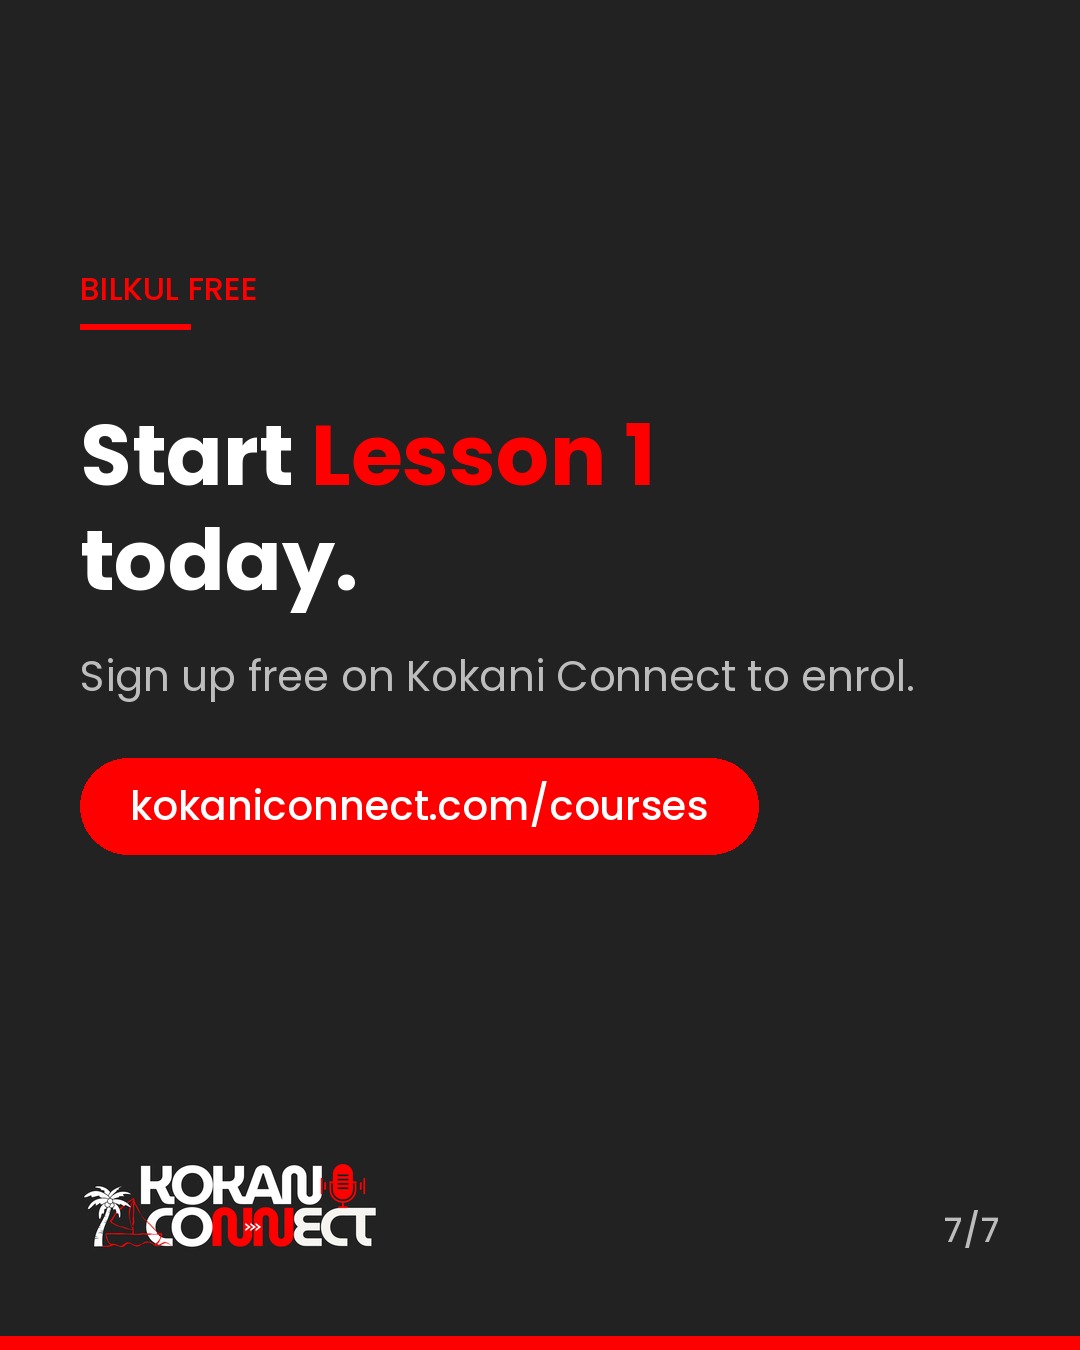 BILKUL FREE
Start Lesson 1
today.
Sign up free on Kokani Connect to enrol.
kokaniconnect.com/courses
KOKANI
CONNECT
7/7